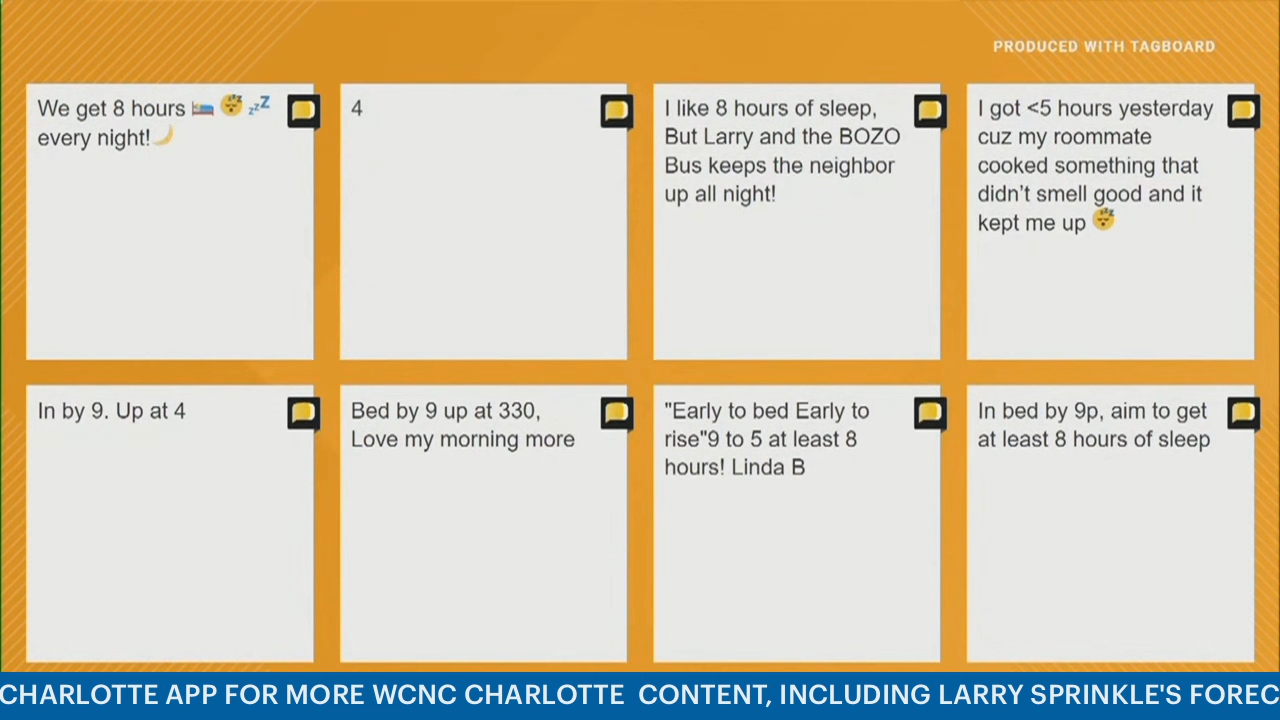 PRODUCED WITH TAGBOARD
We get 8 hours 🛏️ 😴 💤
every night!🌙
4
I like 8 hours of sleep,
But Larry and the BOZO
Bus keeps the neighbor
up all night!
I got <5 hours yesterday
cuz my roommate
cooked something that
didn’t smell good and it
kept me up 😴
In by 9. Up at 4
Bed by 9 up at 330,
Love my morning more
"Early to bed Early to
rise"9 to 5 at least 8
hours! Linda B
In bed by 9p, aim to get
at least 8 hours of sleep
CHARLOTTE APP FOR MORE WCNC CHARLOTTE CONTENT, INCLUDING LARRY SPRINKLE'S FOREC